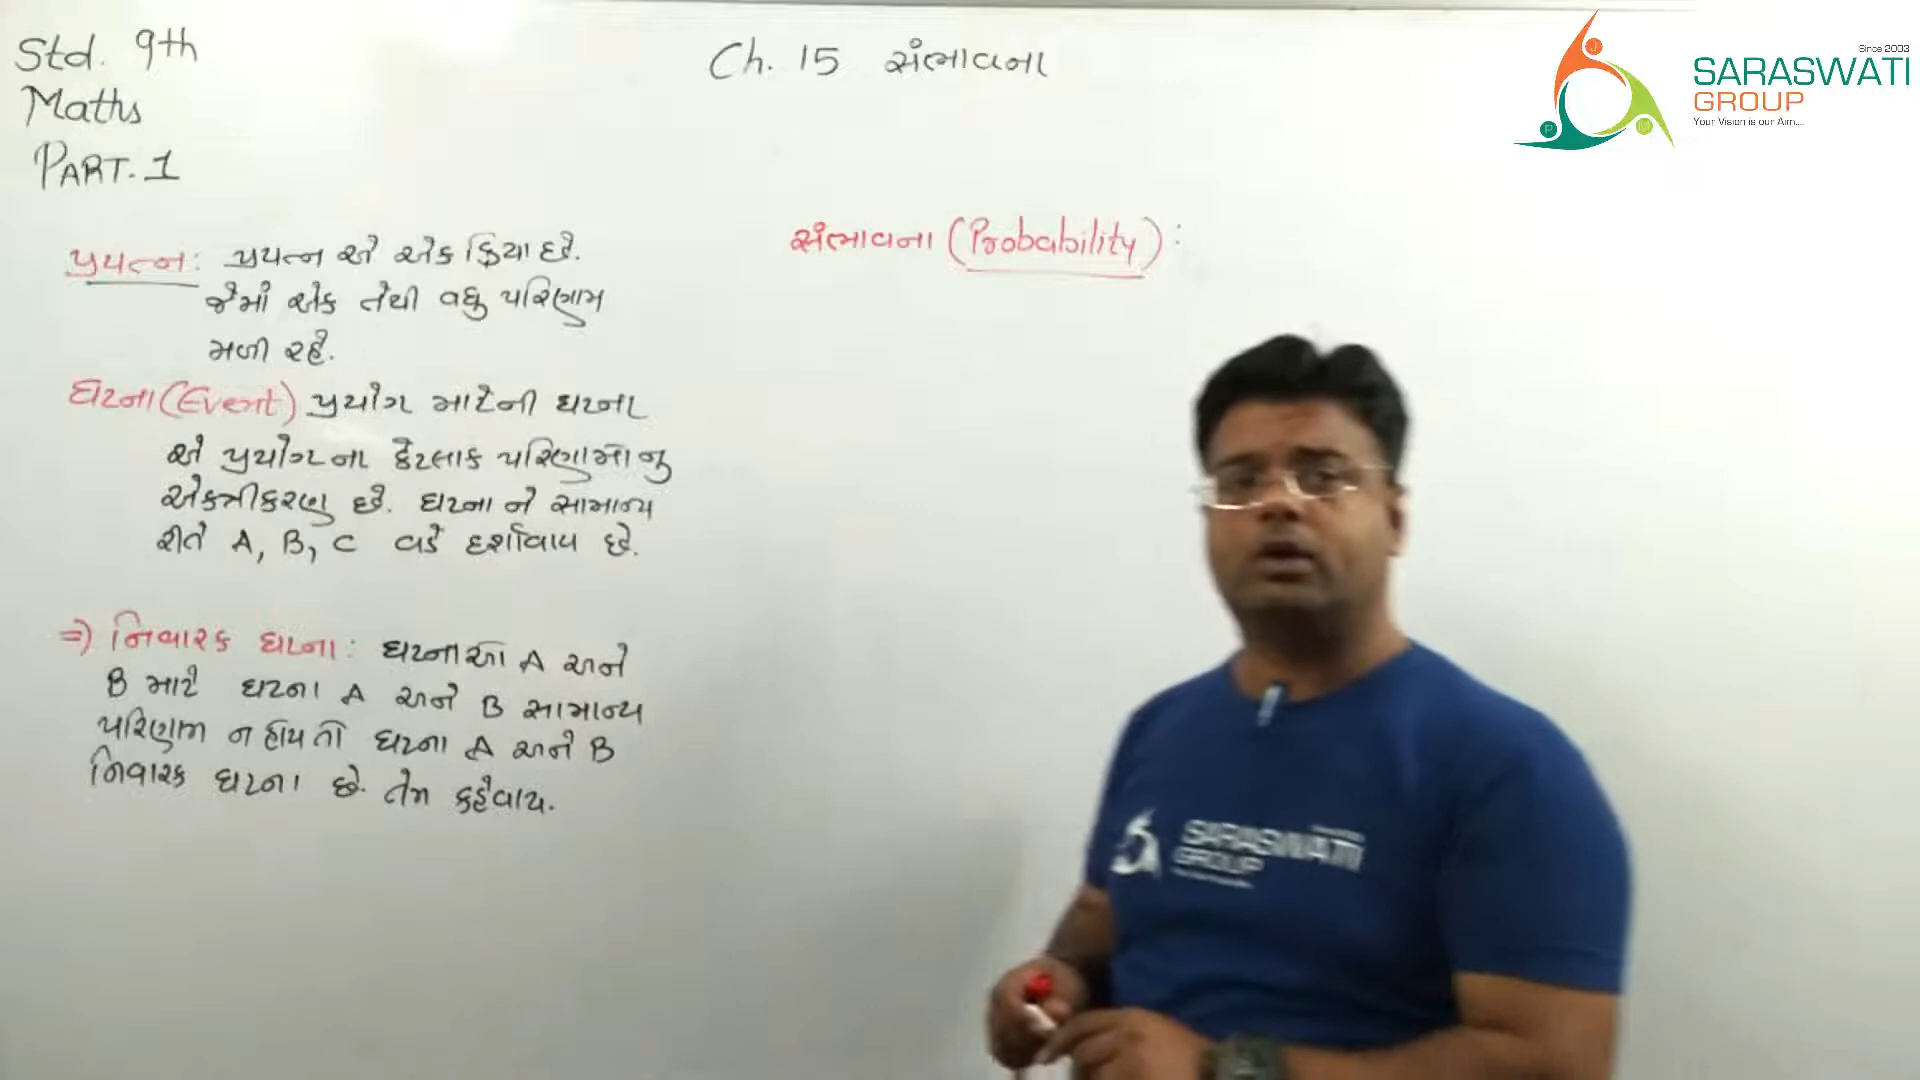 Std. 9th
Maths
PART. 1
Ch. 15 સંભાવના
Since 2003
SARASWATI
GROUP
Your Vision is our Aim....
J
P
M
પ્રયત્ન : પ્રયત્ન એ એક ક્રિયા છે.
જેમાં એક તેથી વધુ પરિણામ
મળી રહે.
ઘટના (Event) પ્રયોગ માટેની ઘટના
એ પ્રયોગના કેટલાક પરિણામોનુ
એકત્રીકરણ છે. ઘટના ને સામાન્ય
રીતે A, B, C વડે દર્શાવાય છે.
⇒ નિવારક ઘટના : ઘટનાઓ A અને
B માટે ઘટના A અને B સામાન્ય
પરિણામ ન હોય તો ઘટના A અને B
નિવારક ઘટના છે. તેમ કહેવાય.
સંભાવના (Probability) :
SARASWATI
GROUP